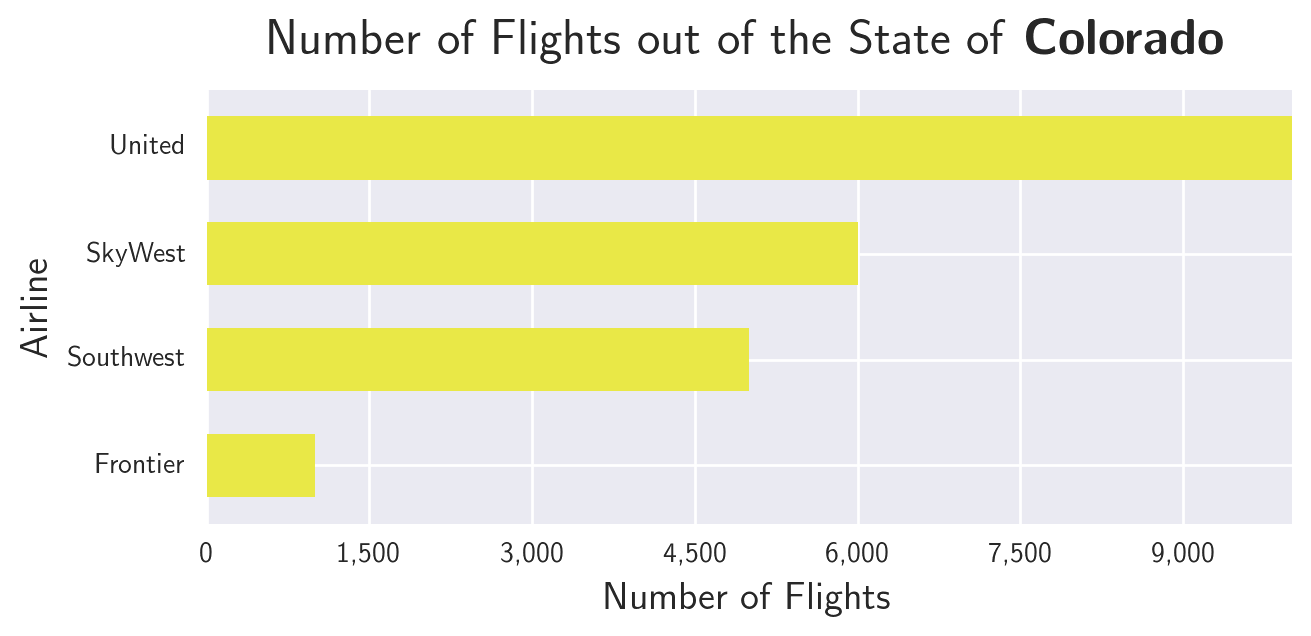 Number of Flights out of the State of Colorado
United
SkyWest
Southwest
Frontier
Airline
0 1,500 3,000 4,500 6,000 7,500 9,000
Number of Flights